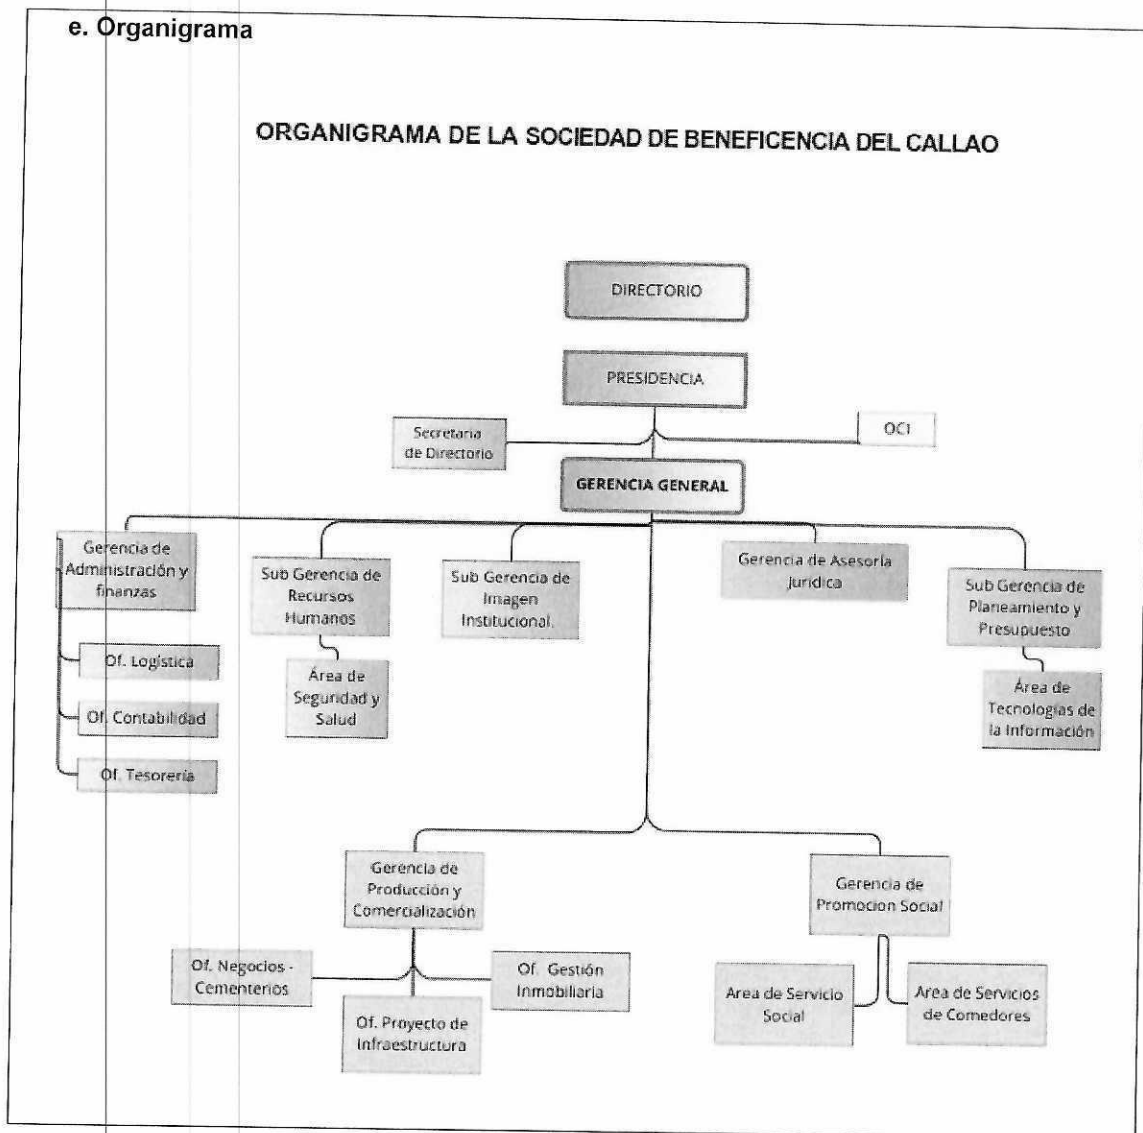 e. Organigrama
ORGANIGRAMA DE LA SOCIEDAD DE BENEFICENCIA DEL CALLAO
DIRECTORIO
PRESIDENCIA
Secretaria
de Directorio
OCI
GERENCIA GENERAL
Gerencia de
Administración y
finanzas
Sub Gerencia de
Recursos
Humanos
Sub Gerencia de
Imagen
Institucional.
Gerencia de Asesoría
Jurídica
Sub Gerencia de
Planeamiento y
Presupuesto
Of. Logística
Of. Contabilidad
Of. Tesorería
Área de
Seguridad y
Salud
Área de
Tecnologías de
la Información
Gerencia de
Producción y
Comercialización
Gerencia de
Promocion Social
Of. Negocios -
Cementerios
Of. Gestión
Inmobiliaria
Of. Proyecto de
Infraestructura
Area de Servicio
Social
Area de Servicios
de Comedores